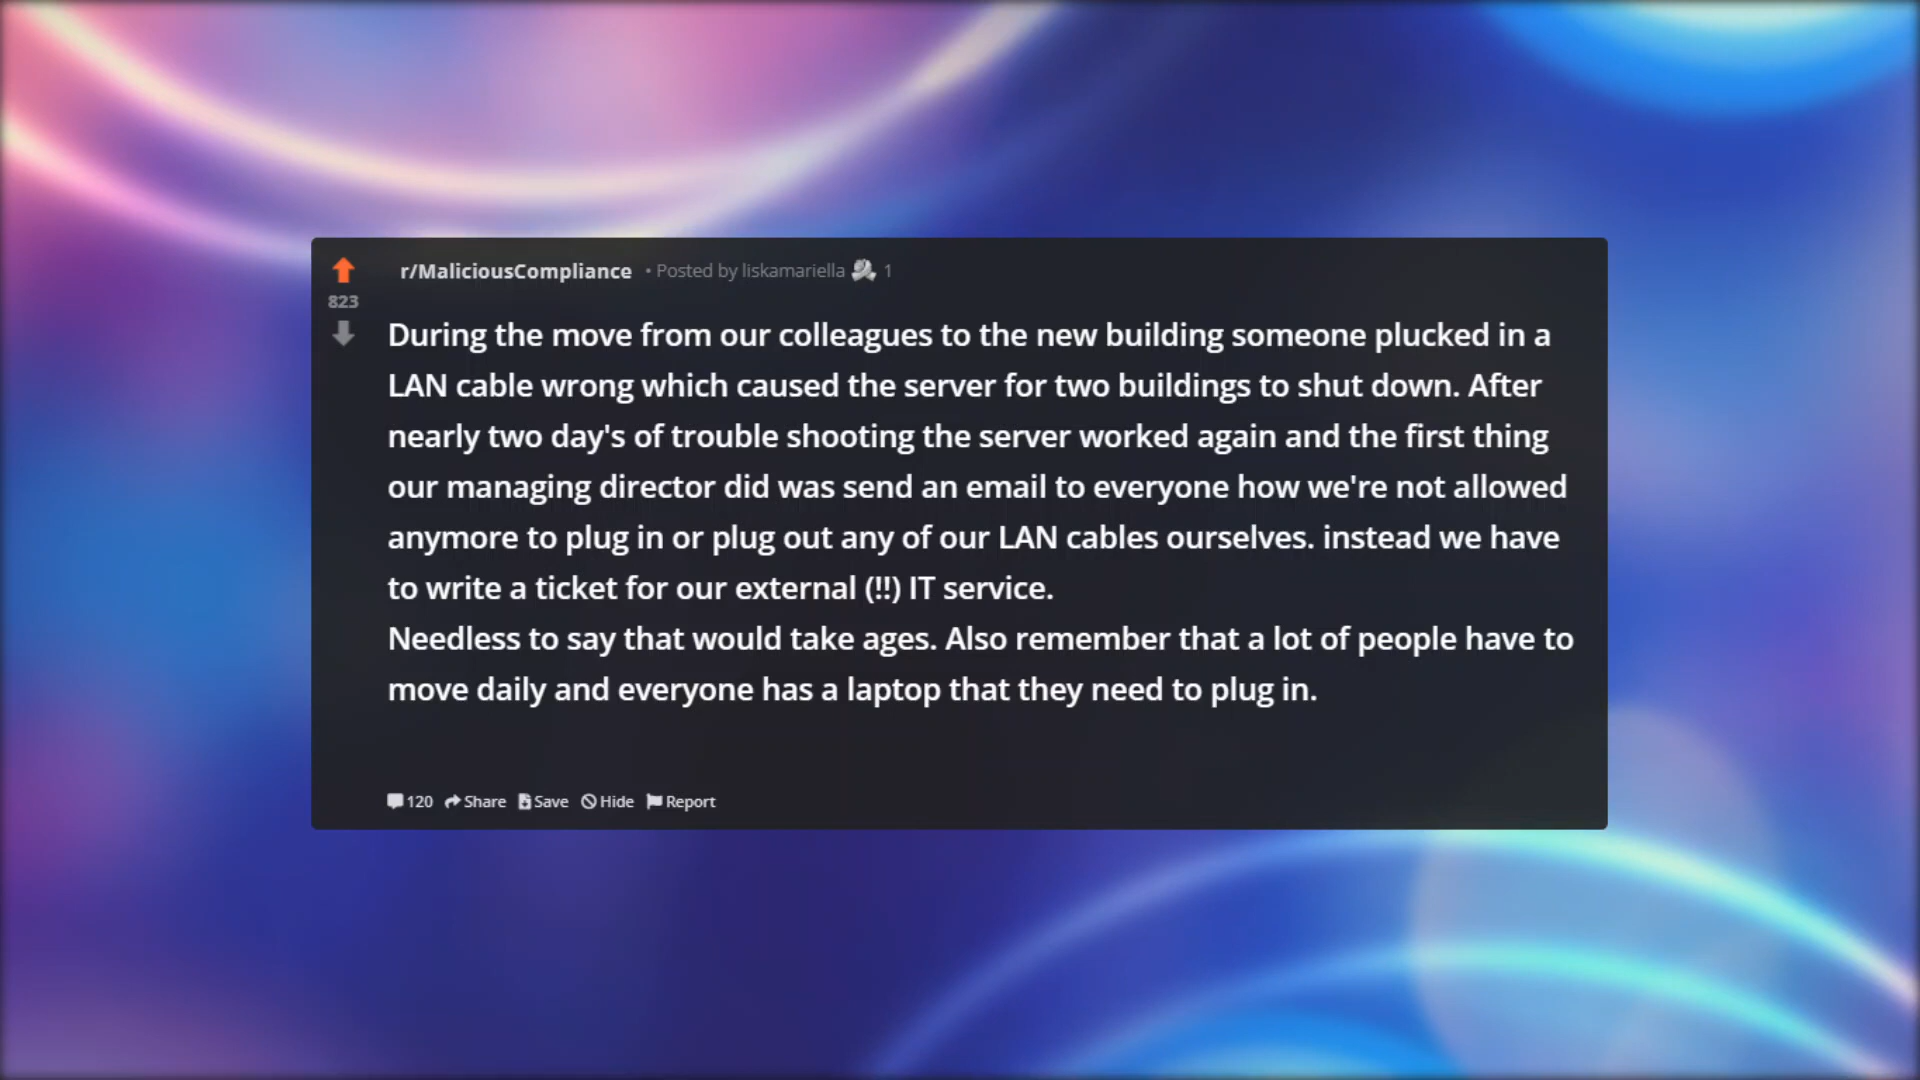 r/MaliciousCompliance • Posted by liskamariella 1
823
During the move from our colleagues to the new building someone plucked in a
LAN cable wrong which caused the server for two buildings to shut down. After
nearly two day's of trouble shooting the server worked again and the first thing
our managing director did was send an email to everyone how we're not allowed
anymore to plug in or plug out any of our LAN cables ourselves. instead we have
to write a ticket for our external (!!) IT service.
Needless to say that would take ages. Also remember that a lot of people have to
move daily and everyone has a laptop that they need to plug in.
120 Share Save Hide Report